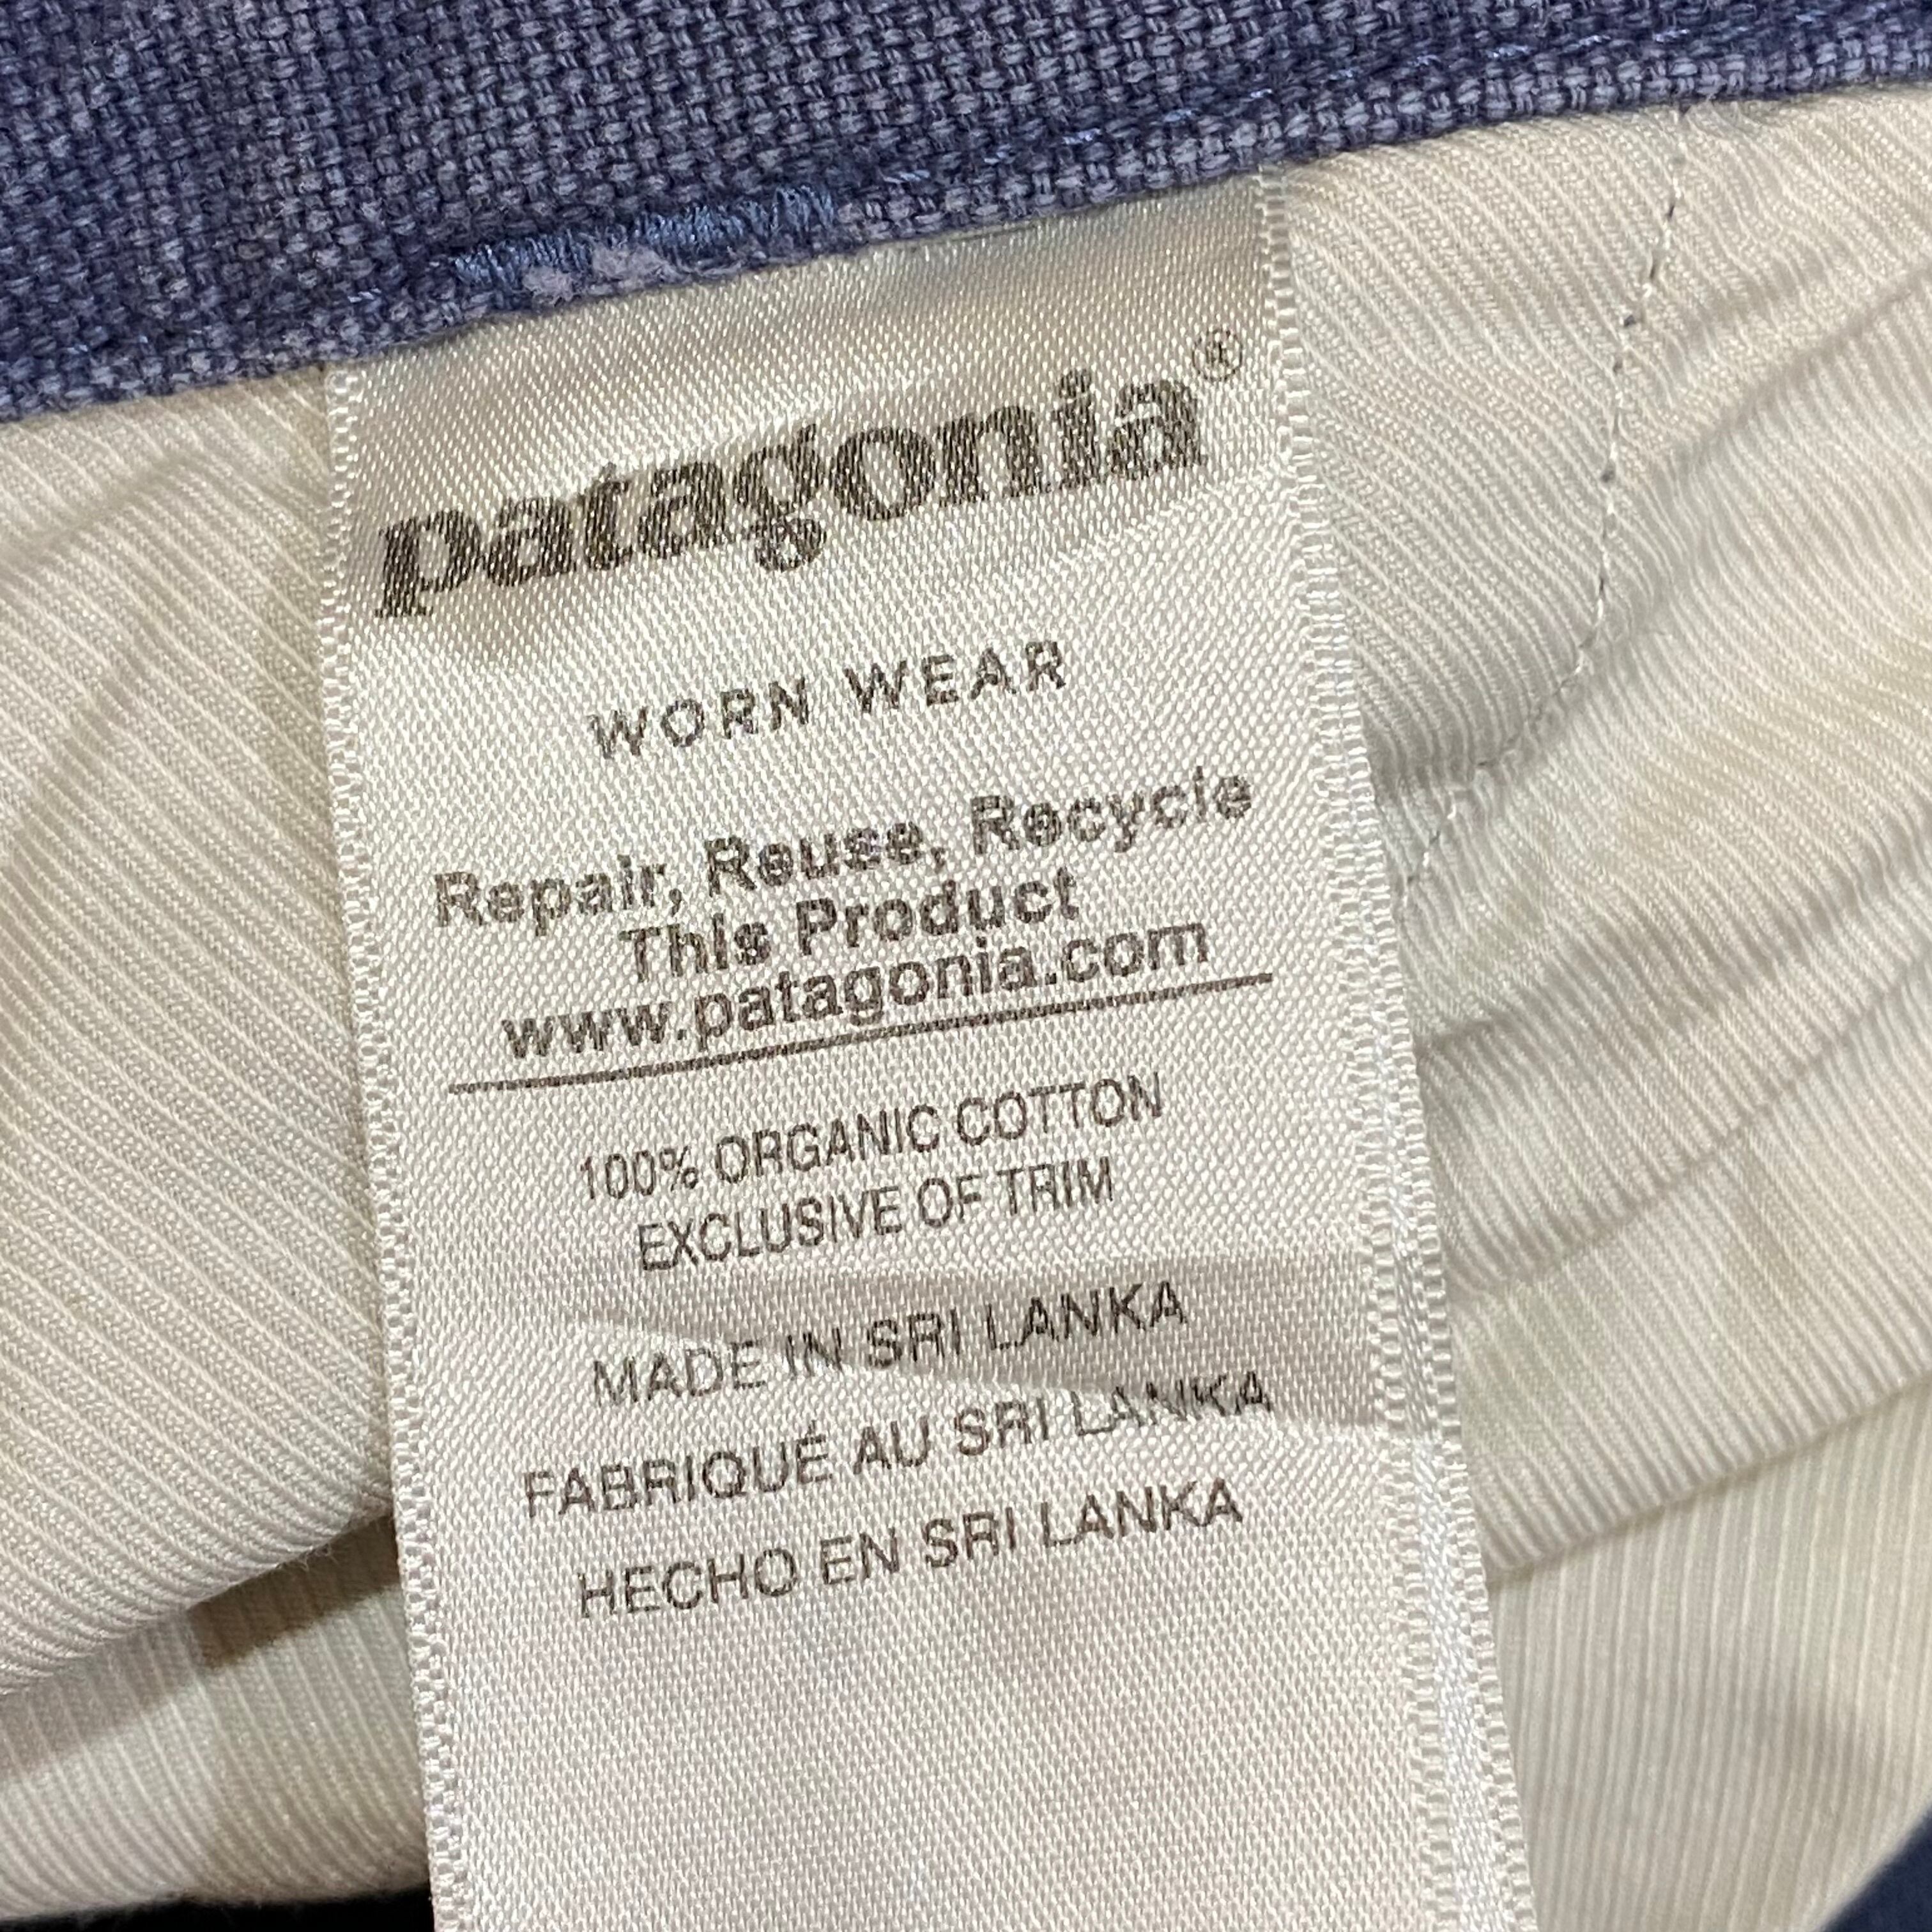 patagonia®
WORN WEAR
Repair, Reuse, Recycle
This Product
www.patagonia.com
100% ORGANIC COTTON
EXCLUSIVE OF TRIM
MADE IN SRI LANKA
FABRIQUÉ AU SRI LANKA
HECHO EN SRI LANKA